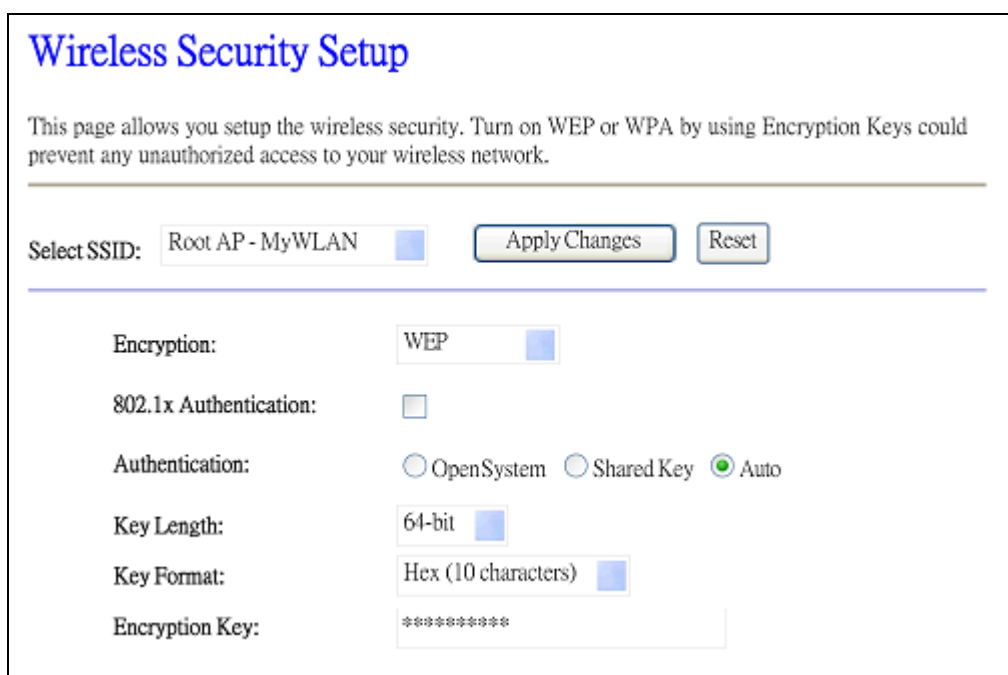 Wireless Security Setup
This page allows you setup the wireless security. Turn on WEP or WPA by using Encryption Keys could
prevent any unauthorized access to your wireless network.
Select SSID: Root AP - MyWLAN Apply Changes Reset
Encryption: WEP
802.1x Authentication:
Authentication: Open System Shared Key Auto
Key Length: 64-bit
Key Format: Hex (10 characters)
Encryption Key: **********